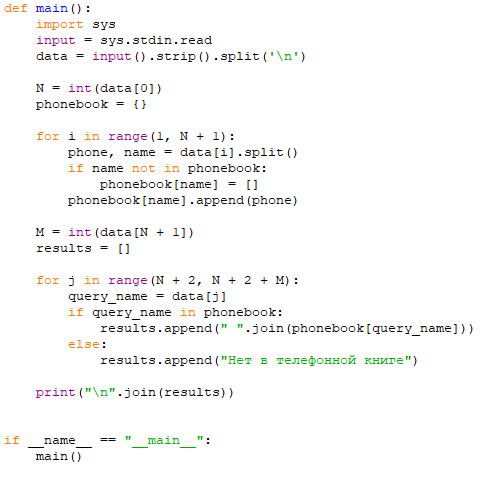 def main():
    import sys
    input = sys.stdin.read
    data = input().strip().split('\n')

    N = int(data[0])
    phonebook = {}

    for i in range(1, N + 1):
        phone, name = data[i].split()
        if name not in phonebook:
            phonebook[name] = []
        phonebook[name].append(phone)

    M = int(data[N + 1])
    results = []

    for j in range(N + 2, N + 2 + M):
        query_name = data[j]
        if query_name in phonebook:
            results.append(" ".join(phonebook[query_name]))
        else:
            results.append("Нет в телефонной книге")

    print("\n".join(results))


if __name__ == "__main__":
    main()